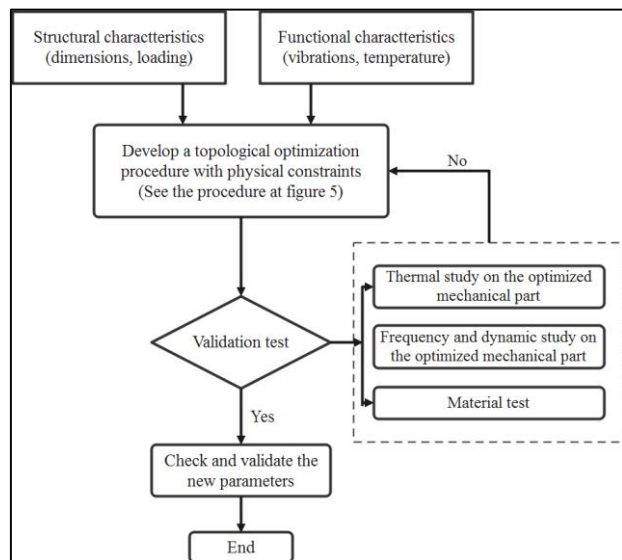 Structural charactteristics
(dimensions, loading)
Functional charactteristics
(vibrations, temperature)
Develop a topological optimization
procedure with physical constraints
(See the procedure at figure 5)
No
Thermal study on the optimized
mechanical part
Validation test
Frequency and dynamic study on
the optimized mechanical part
Material test
Yes
Check and validate the
new parameters
End